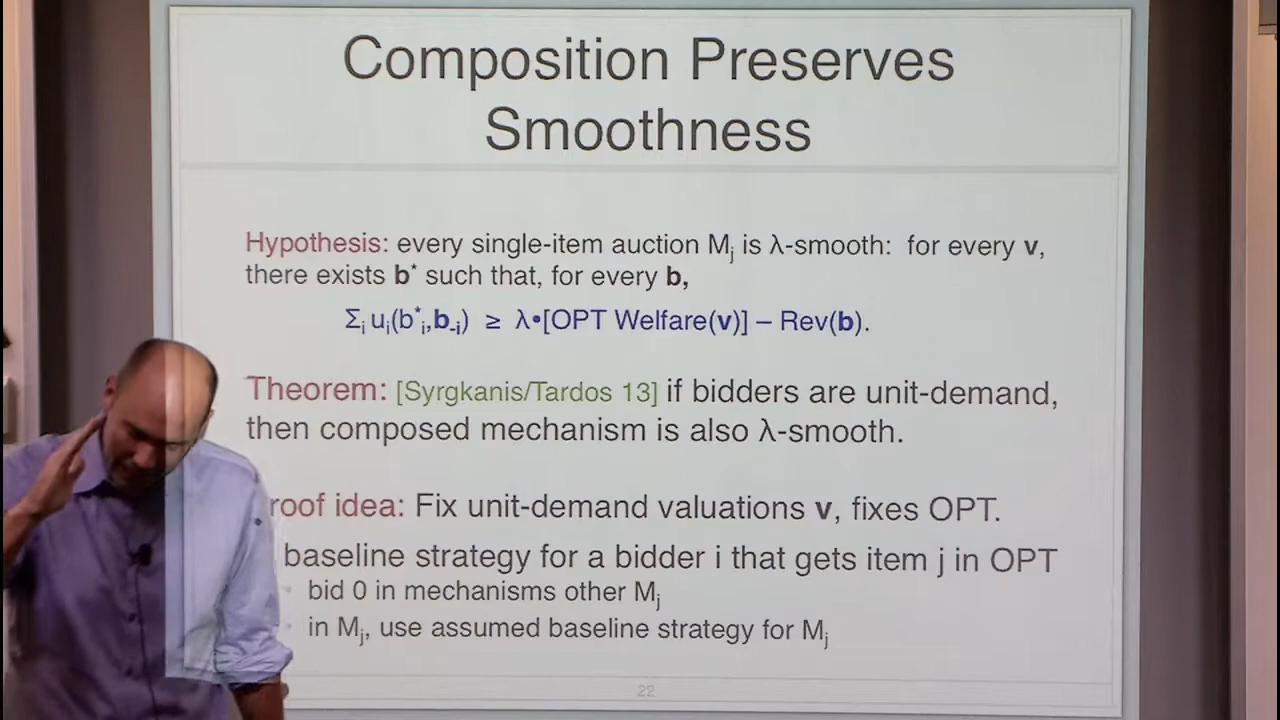 Composition Preserves
Smoothness
Hypothesis: every single-item auction Mj is λ-smooth: for every v,
there exists b* such that, for every b,
Σi ui(b*i,b-i) ≥ λ•[OPT Welfare(v)] – Rev(b).
Theorem: [Syrgkanis/Tardos 13] if bidders are unit-demand,
then composed mechanism is also λ-smooth.
roof idea: Fix unit-demand valuations v, fixes OPT.
baseline strategy for a bidder i that gets item j in OPT
bid 0 in mechanisms other Mj
in Mj, use assumed baseline strategy for Mj
22